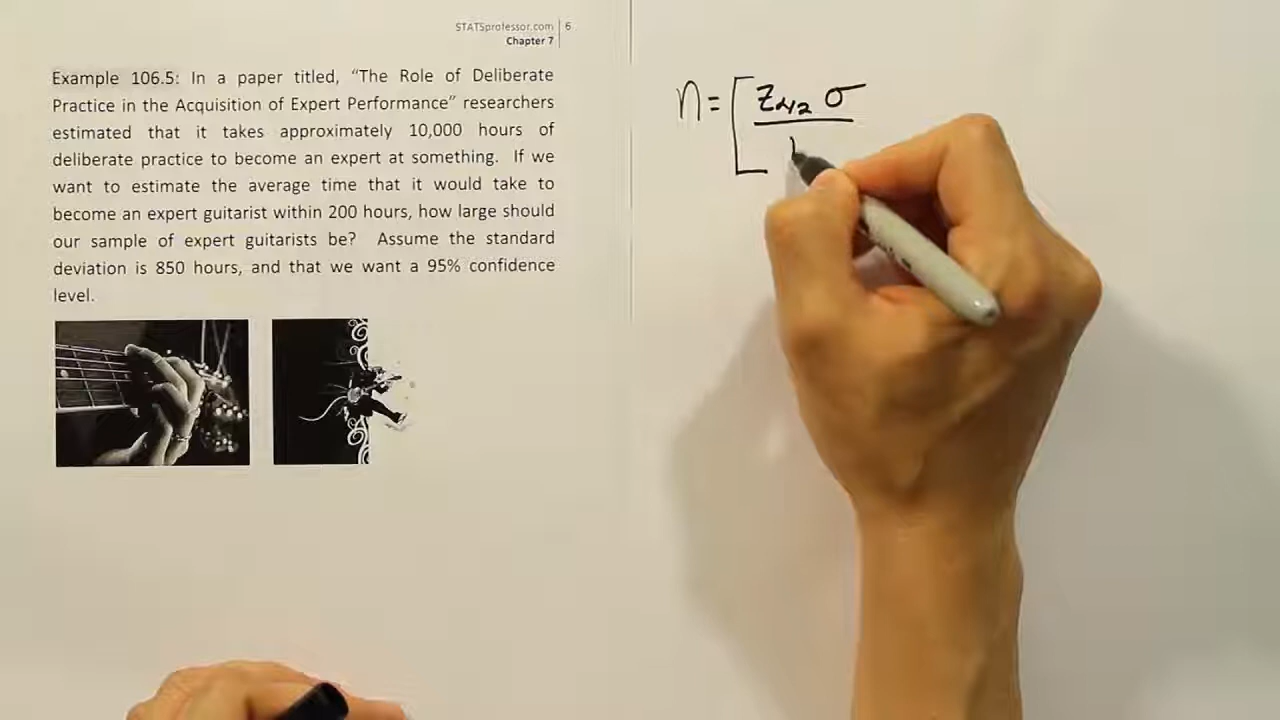 STATSprofessor.com | 6
Chapter 7
Example 106.5: In a paper titled, “The Role of Deliberate
Practice in the Acquisition of Expert Performance” researchers
estimated that it takes approximately 10,000 hours of
deliberate practice to become an expert at something. If we
want to estimate the average time that it would take to
become an expert guitarist within 200 hours, how large should
our sample of expert guitarists be? Assume the standard
deviation is 850 hours, and that we want a 95% confidence
level.
n = [ z α/2 σ